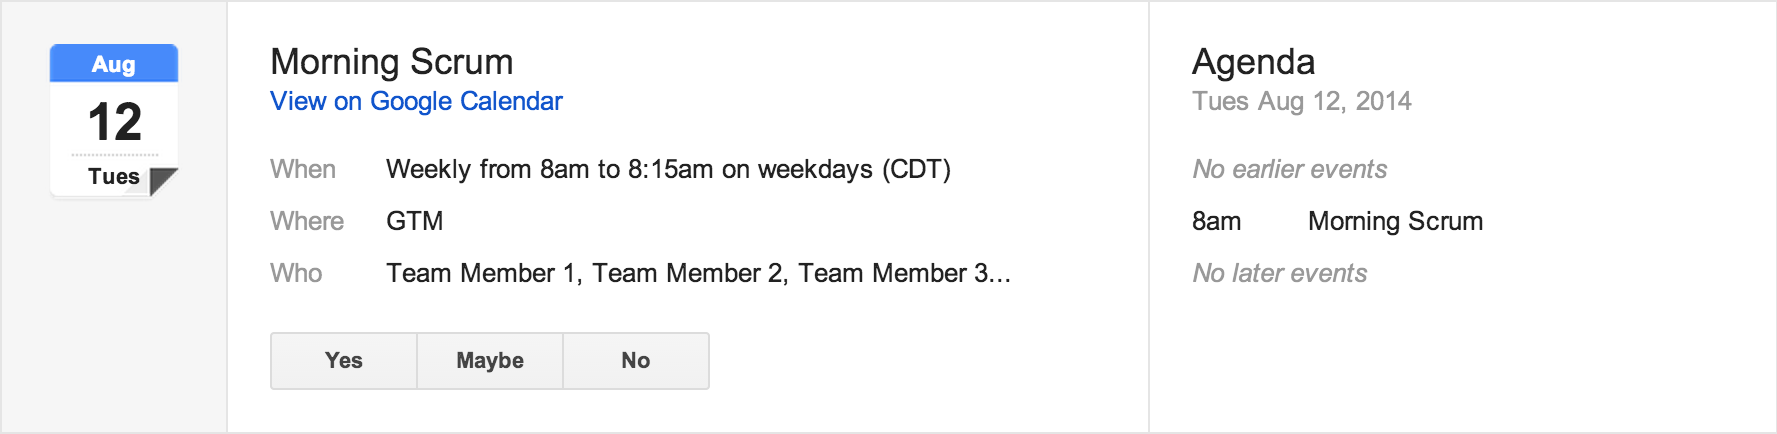 Aug
12
Tues
Morning Scrum
View on Google Calendar
When Weekly from 8am to 8:15am on weekdays (CDT)
Where GTM
Who Team Member 1, Team Member 2, Team Member 3...
Yes Maybe No
Agenda
Tues Aug 12, 2014
No earlier events
8am Morning Scrum
No later events